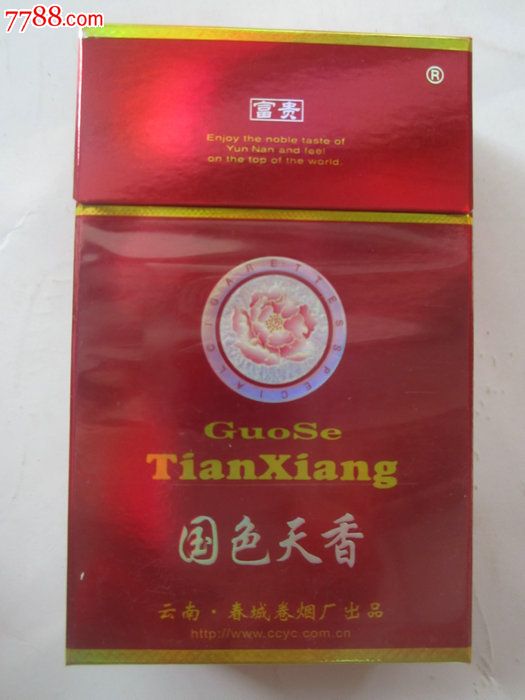 7788.com
®
富贵
Enjoy the noble taste of
Yun Nan and feel
on the top of the world.
CIGARETTES SPECIAL
GuoSe
TianXiang
国色天香
云南·春城卷烟厂出品
http://www.ccyc.com.cn